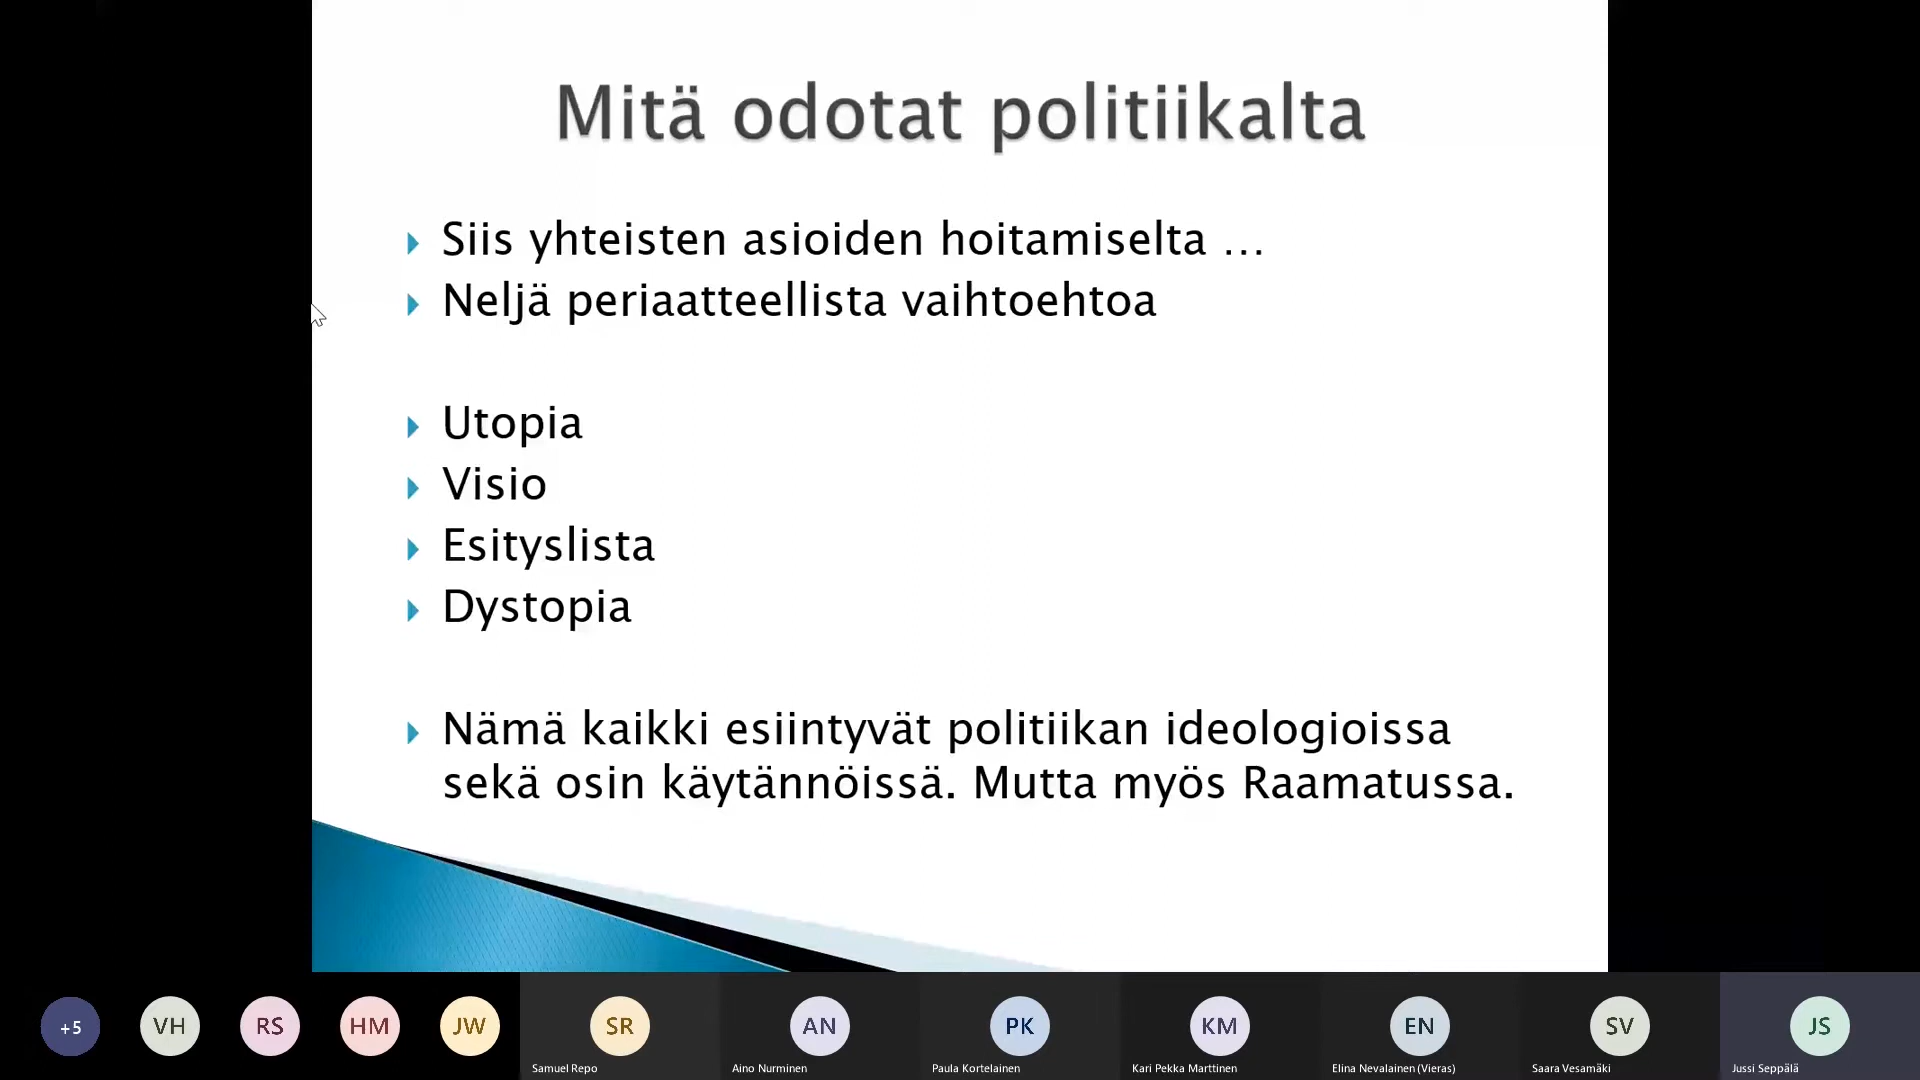 Mitä odotat politiikalta
Siis yhteisten asioiden hoitamiselta …
Neljä periaatteellista vaihtoehtoa
Utopia
Visio
Esityslista
Dystopia
Nämä kaikki esiintyvät politiikan ideologioissa
sekä osin käytännöissä. Mutta myös Raamatussa.
+5
VH
RS
HM
JW
SR
AN
PK
KM
EN
SV
JS
Samuel Repo
Aino Nurminen
Paula Kortelainen
Kari Pekka Marttinen
Elina Nevalainen (Vieras)
Saara Vesamäki
Jussi Seppälä